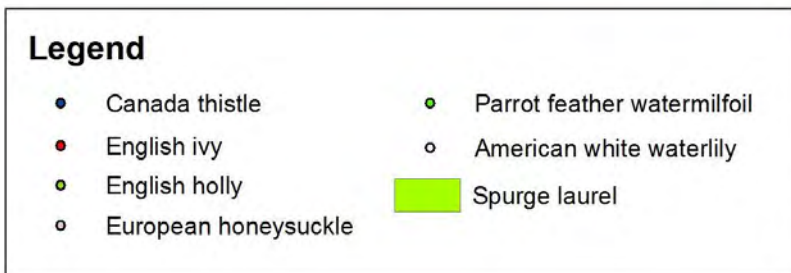 Legend
Canada thistle
English ivy
English holly
European honeysuckle
Parrot feather watermilfoil
American white waterlily
Spurge laurel